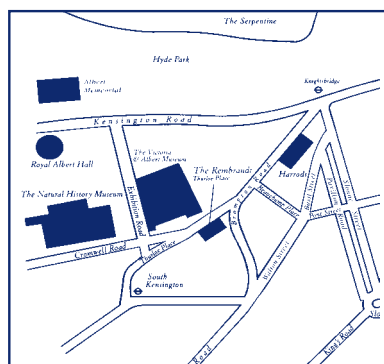 The Serpentine
Hyde Park
Knightsbridge
Albert
Memorial
Kensington Road
Royal Albert Hall
The Victoria
& Albert Museum
The Rembrandt
Thurloe Place
Harrods
The Natural History Museum
Exhibition Road
Brompton Road
Beauchamp Place
Sloane Street
Walton Street
Cromwell Road
Thurloe Place
South
Kensington
Road
King's Road